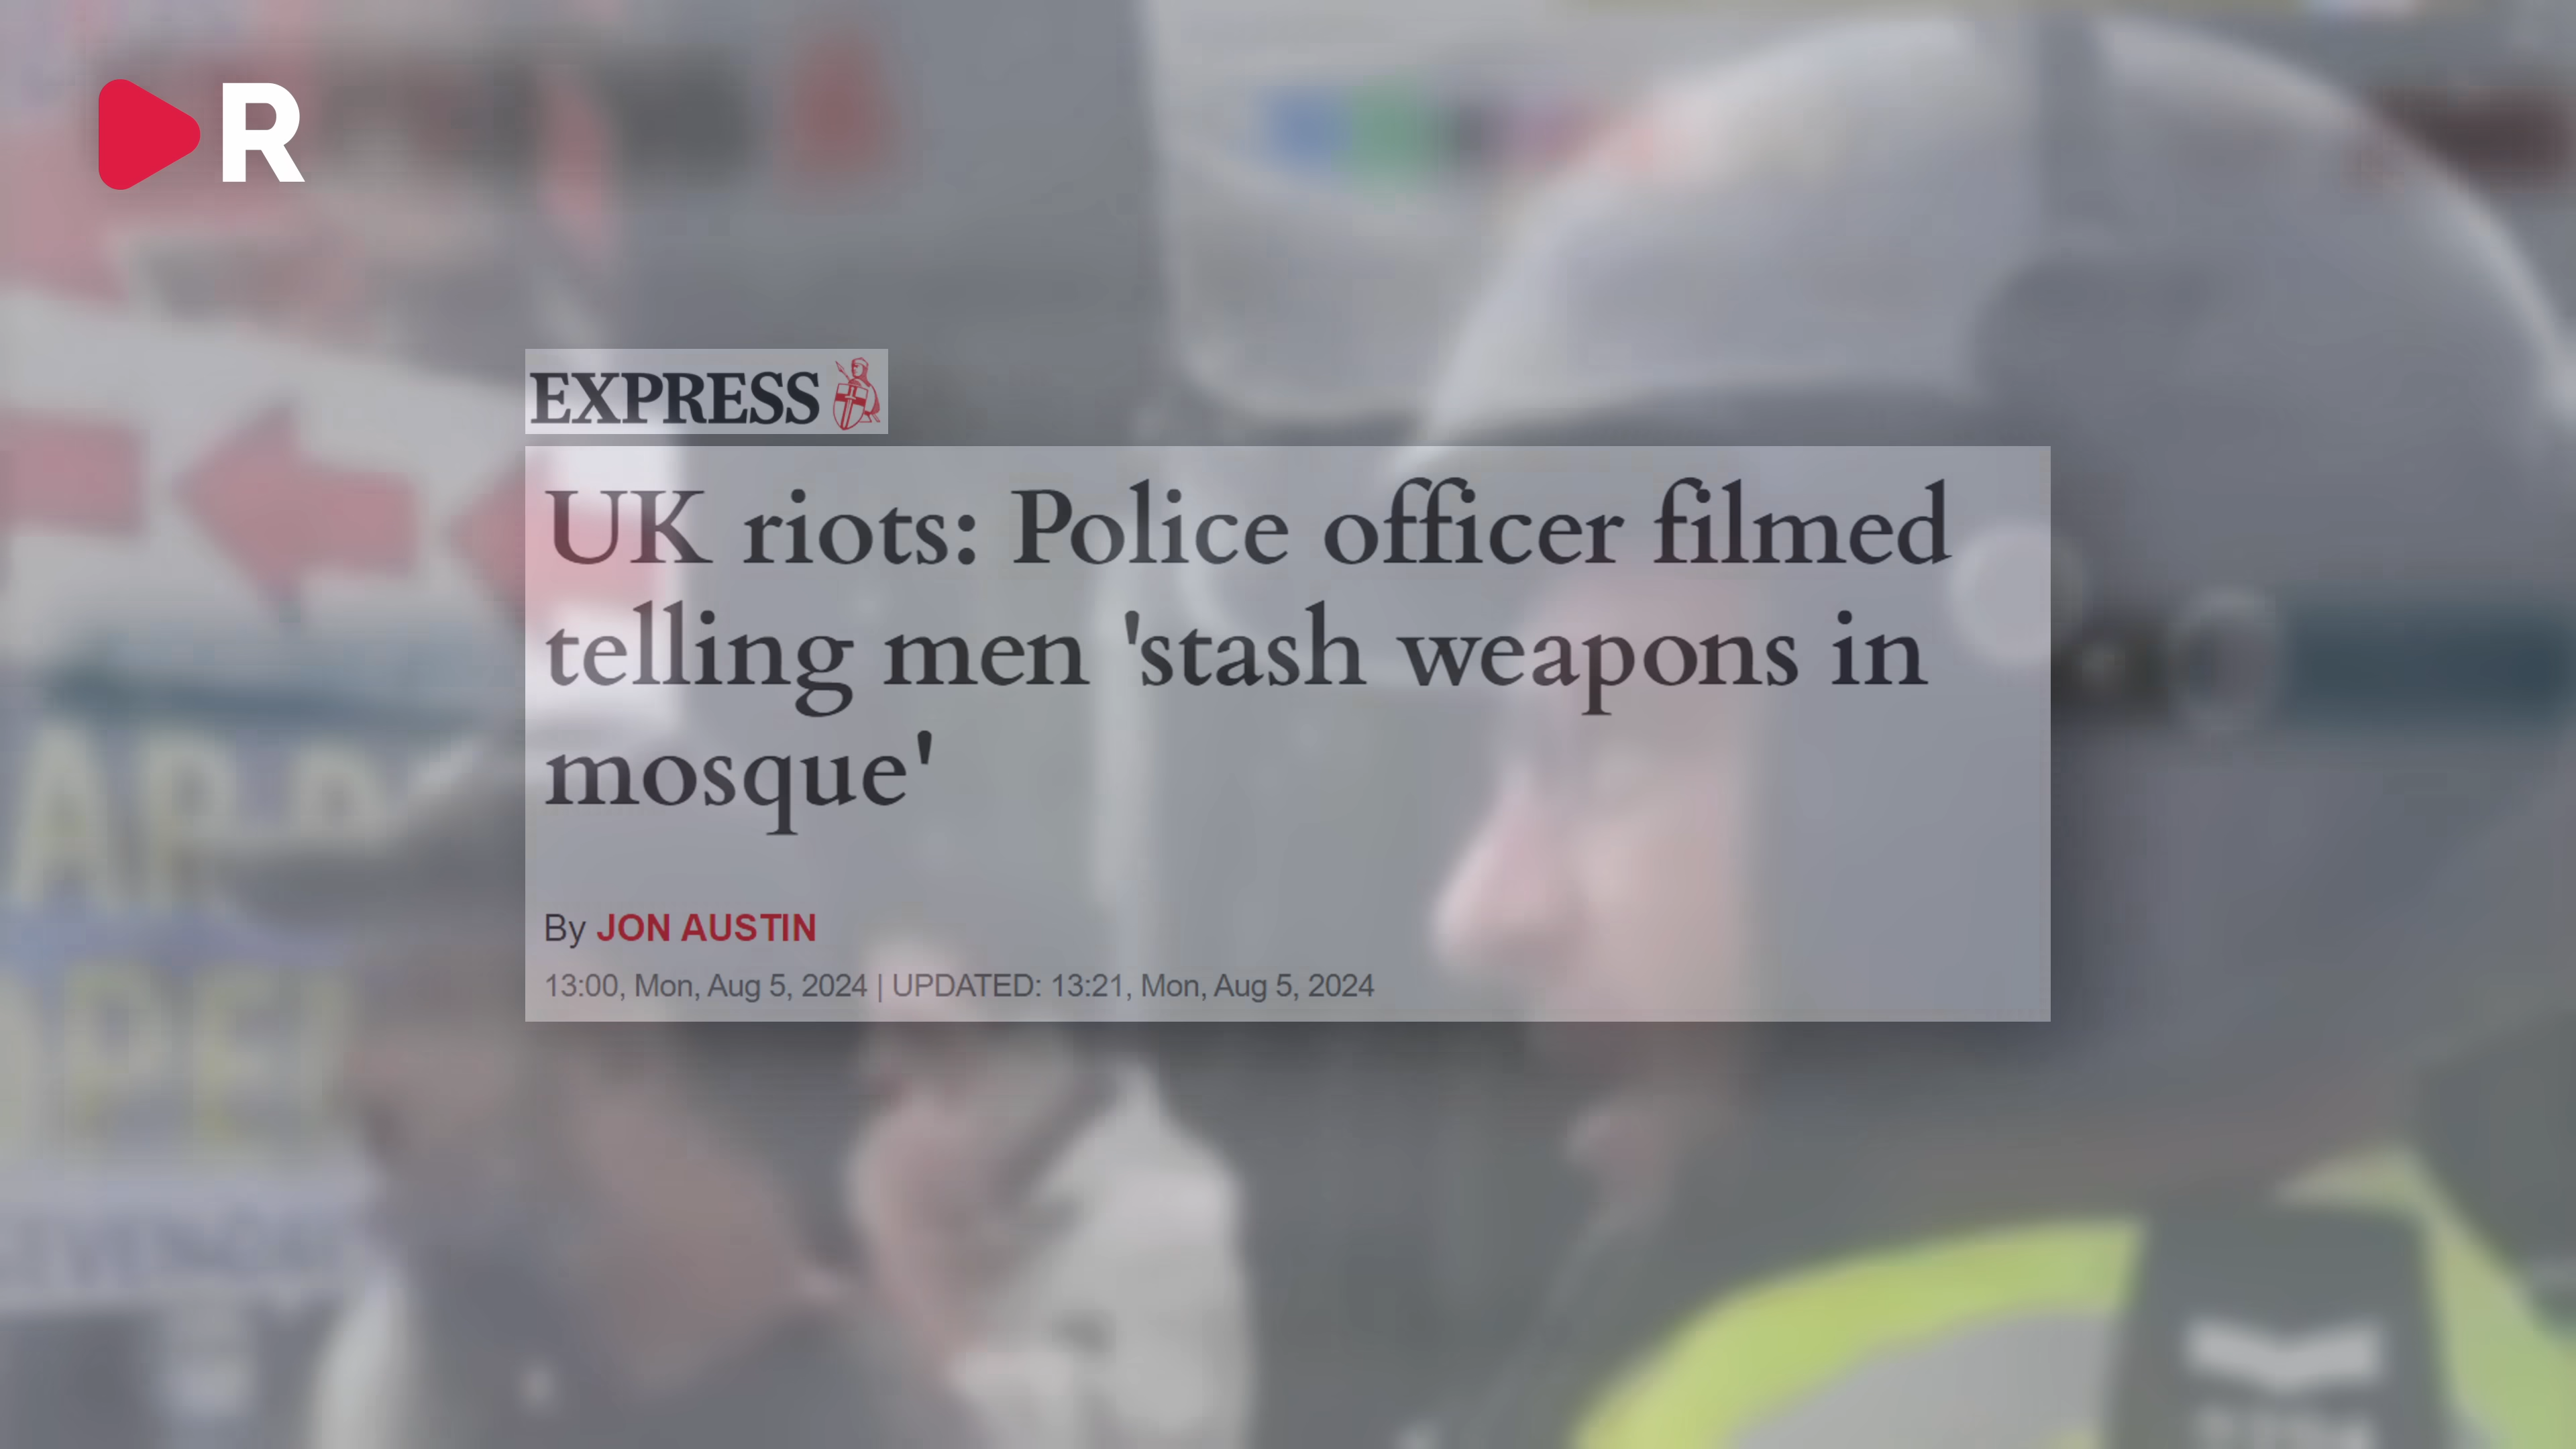 R
EXPRESS
UK riots: Police officer filmed
telling men 'stash weapons in
mosque'
By JON AUSTIN
13:00, Mon, Aug 5, 2024 | UPDATED: 13:21, Mon, Aug 5, 2024